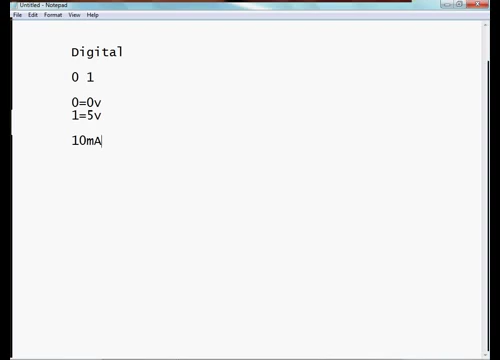 Untitled - Notepad
File Edit Format View Help
Digital
0 1
0=0v
1=5v
10mA